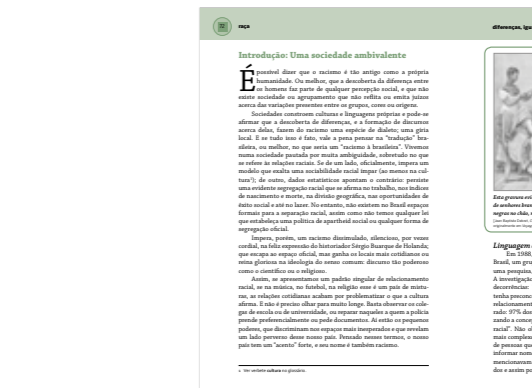 72
raça
Introdução: Uma sociedade ambivalente
É possível dizer que o racismo é tão antigo como a própria
humanidade. Ou melhor, que a descoberta da diferença entre
os homens faz parte de qualquer percepção social, e que não
existe sociedade ou agrupamento que não reflita ou emita juízos
acerca das variações presentes entre os grupos, cores ou origens.
Sociedades constroem culturas e linguagens próprias e pode-se
afirmar que a descoberta de diferenças, e a formação de discursos
acerca delas, fazem do racismo uma espécie de dialeto; uma gíria
local. E se tudo isso é fato, vale a pena pensar na “tradução” bra-
sileira, ou melhor, no que seria um “racismo à brasileira”. Vivemos
numa sociedade pautada por muita ambiguidade, sobretudo no que
se refere às relações raciais. Se de um lado, oficialmente, impera um
modelo que exalta uma sociabilidade racial ímpar (ao menos na cul-
tura¹); de outro, dados estatísticos apontam o contrário: persiste
uma evidente segregação racial que se afirma no trabalho, nos índices
de nascimento e morte, na divisão geográfica, nas oportunidades de
êxito social e até no lazer. No entanto, não existem no Brasil espaços
formais para a separação racial, assim como não temos qualquer lei
que estabeleça uma política de apartheid social ou qualquer forma de
segregação oficial.
Impera, porém, um racismo dissimulado, silencioso, por vezes
cordial, na feliz expressão do historiador Sérgio Buarque de Holanda;
que escapa ao espaço oficial, mas ganha os locais mais cotidianos ou
reina gloriosa na ideologia do senso comum: discurso tão poderoso
como o científico ou o religioso.
Assim, se apresentamos um padrão singular de relacionamento
racial, se na música, no futebol, na religião esse é um país de mistu-
ras, as relações cotidianas acabam por problematizar o que a cultura
afirma. E não é preciso olhar para muito longe. Basta observar os cole-
gas de escola ou de universidade, ou separar naqueles a quem a polícia
prende preferencialmente ou pede documentos. Aí estão os pequenos
poderes, que discriminam nos espaços mais inesperados e que revelam
um lado perverso desse nosso país. Pensado nesses termos, o nosso
país tem um “acento” forte, e seu nome é também racismo.
1 Ver verbete cultura no glossário.
diferenças, igu
Esta gravura evi
de senhores bran
negros no chão, c
Linguagem
Em 1988,
Brasil, um gru
uma pesquisa,
A investigação
decorrências:
tenha preconc
relacionament
rado: 97% dos
zando a concep
racial”. Não ol
mais complexo
de pessoas que
informar nome
mencionavam
dos e assim po